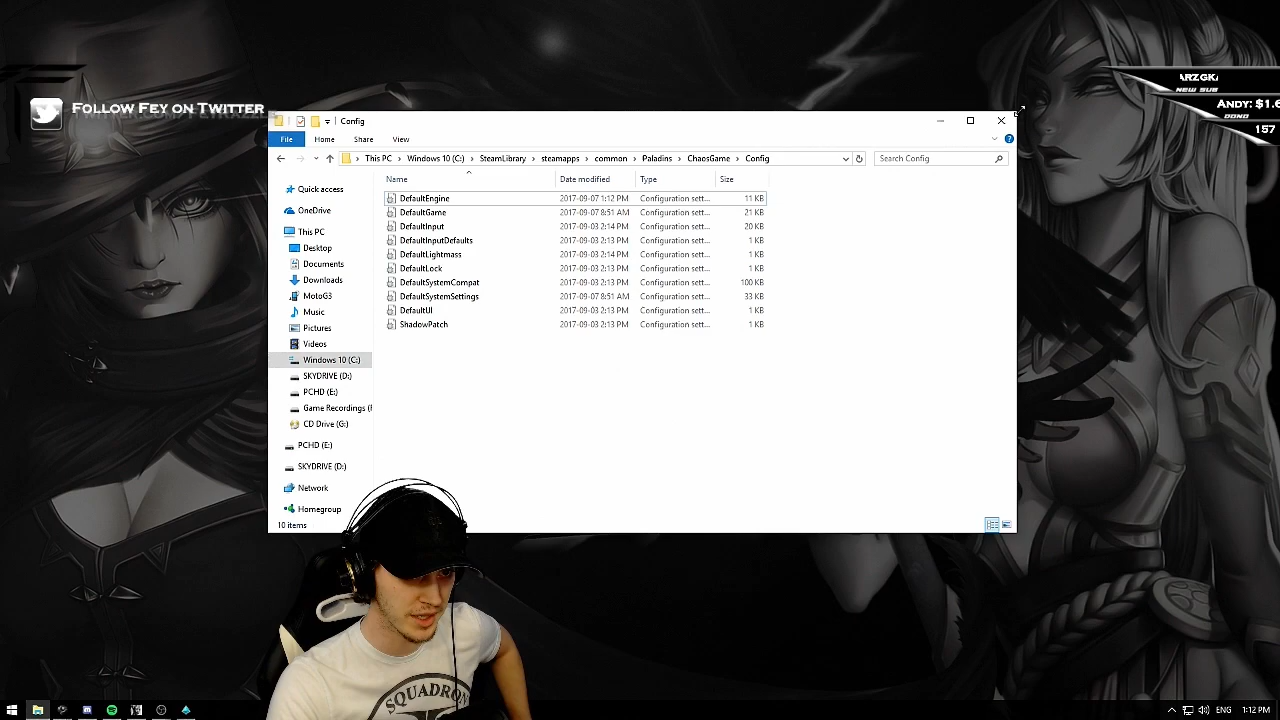 Follow Fey on Twitter
ARZGK
NEW SUB
Andy: $1.6
DONO
157
Config
File Home Share View
This PC Windows 10 (C:) SteamLibrary steamapps common Paladins ChaosGame Config
Search Config
Name Date modified Type Size
DefaultEngine 2017-09-07 1:12 PM Configuration sett... 11 KB
DefaultGame 2017-09-07 8:51 AM Configuration sett... 21 KB
DefaultInput 2017-09-03 2:14 PM Configuration sett... 20 KB
DefaultInputDefaults 2017-09-03 2:13 PM Configuration sett... 1 KB
DefaultLightmass 2017-09-03 2:14 PM Configuration sett... 1 KB
DefaultLock 2017-09-03 2:13 PM Configuration sett... 1 KB
DefaultSystemCompat 2017-09-03 2:13 PM Configuration sett... 100 KB
DefaultSystemSettings 2017-09-07 8:51 AM Configuration sett... 33 KB
DefaultUI 2017-09-03 2:13 PM Configuration sett... 1 KB
ShadowPatch 2017-09-03 2:13 PM Configuration sett... 1 KB
Quick access
OneDrive
This PC
Desktop
Documents
Downloads
MotoG3
Music
Pictures
Videos
Windows 10 (C:)
SKYDRIVE (D:)
PCHD (E:)
Game Recordings (
CD Drive (G:)
PCHD (E:)
SKYDRIVE (D:)
Network
Homegroup
10 items
SQUADRON
ENG 1:12 PM